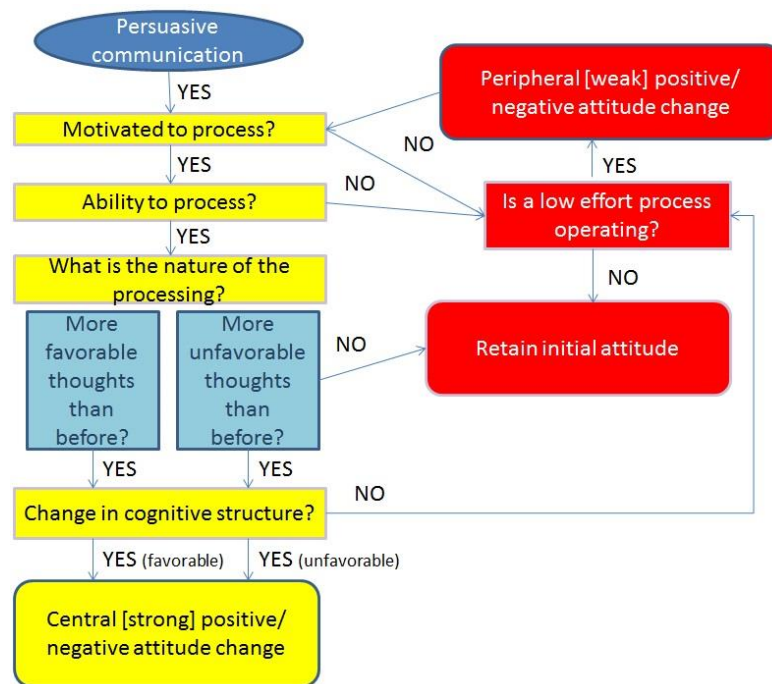 Persuasive
communication
YES
Motivated to process?
YES
Ability to process?
YES
What is the nature of the
processing?
More
favorable
thoughts
than
before?
More
unfavorable
thoughts
than
before?
YES
YES
Change in cognitive structure?
YES (favorable)
YES (unfavorable)
Central [strong] positive/
negative attitude change
Peripheral [weak] positive/
negative attitude change
NO
YES
NO
Is a low effort process
operating?
NO
NO
Retain initial attitude
NO